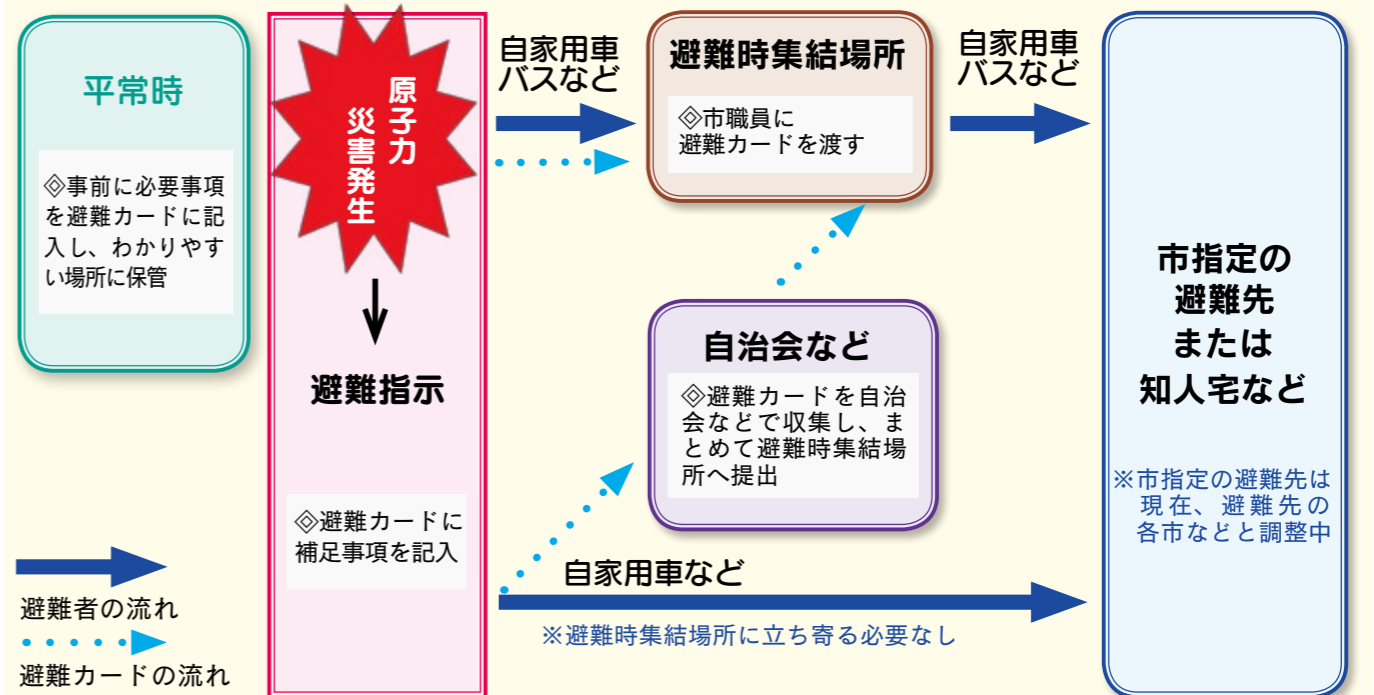 平常時
◇事前に必要事項
を避難カードに記
入し、わかりやす
い場所に保管
原子力
災害発生
避難指示
◇避難カードに
補足事項を記入
自家用車
バスなど
避難時集結場所
◇市職員に
避難カードを渡す
自家用車
バスなど
自治会など
◇避難カードを自治
会などで収集し、ま
とめて避難時集結場
所へ提出
自家用車など
※避難時集結場所に立ち寄る必要なし
市指定の
避難先
または
知人宅など
※市指定の避難先は
現在、避難先の
各市などと調整中
避難者の流れ
避難カードの流れ